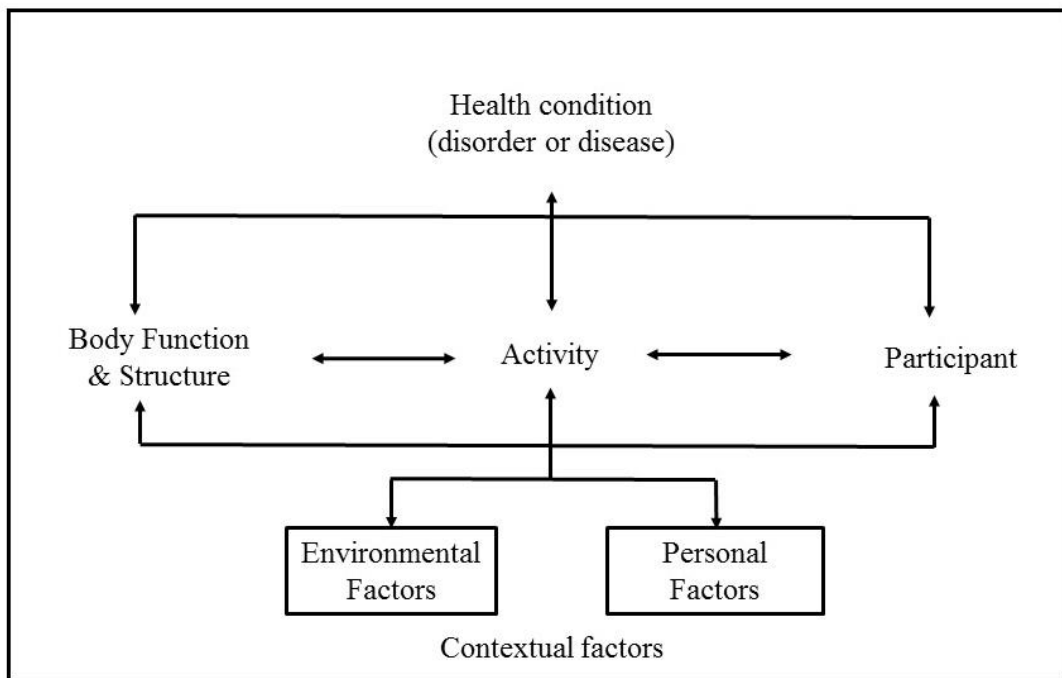 Health condition
(disorder or disease)
Body Function
& Structure
Activity
Participant
Environmental
Factors
Personal
Factors
Contextual factors